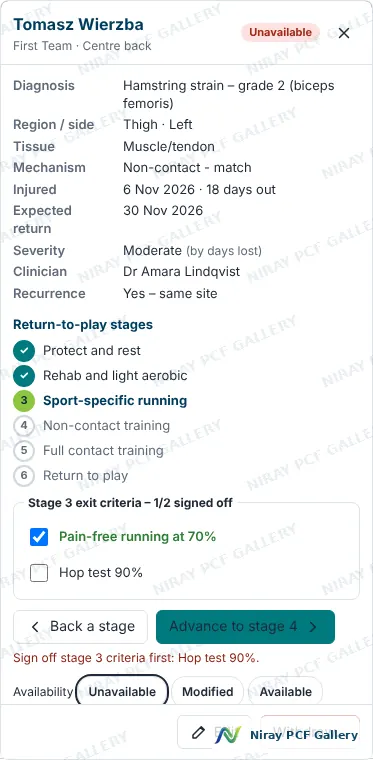 Tomasz Wierzba
First Team · Centre back
Unavailable
Diagnosis
Hamstring strain – grade 2 (biceps
femoris)
Region / side
Thigh · Left
Tissue
Muscle/tendon
Mechanism
Non-contact - match
Injured
6 Nov 2026 · 18 days out
Expected
return
30 Nov 2026
Severity
Moderate (by days lost)
Clinician
Dr Amara Lindqvist
Recurrence
Yes – same site
Return-to-play stages
Protect and rest
Rehab and light aerobic
3 Sport-specific running
4 Non-contact training
5 Full contact training
6 Return to play
Stage 3 exit criteria – 1/2 signed off
Pain-free running at 70%
Hop test 90%
Back a stage
Advance to stage 4
Sign off stage 3 criteria first: Hop test 90%.
Availability Unavailable Modified Available
Niray PCF Gallery
NIRAY PCF GALLERY